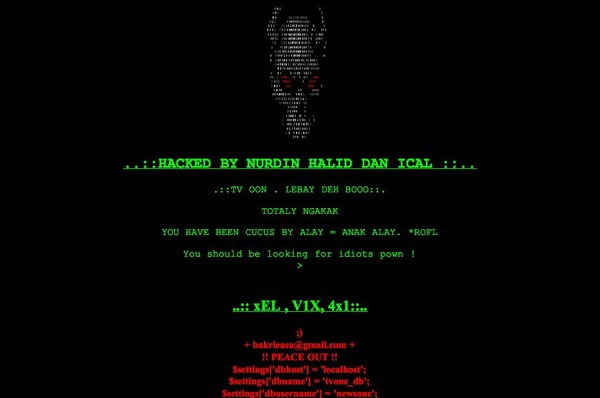 ..::HACKED BY NURDIN HALID DAN ICAL ::..
.::TV OON . LEBAY DEH BOOO::.
TOTALY NGAKAK
YOU HAVE BEEN CUCUS BY ALAY = ANAK ALAY. *ROFL
You should be looking for idiots pown !
>
..:: xEL , V1X, 4x1::..
;)
+ bakrieasu@gmail.com +
!! PEACE OUT !!
$settings['dbhost'] = 'localhost';
$settings['dbname'] = 'tvone_db';
$settings['dbusername'] = 'newsone';